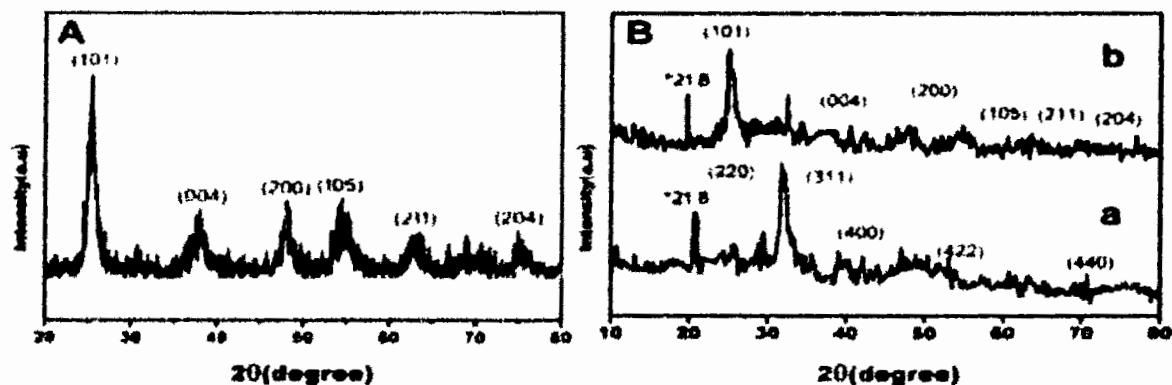 A
(101)
(004)
(200)
(105)
(211)
(204)
Intensity(a.u)
20 30 40 50 60 70 80
2θ(degree)
B
b
(101)
*21.8
(004)
(200)
(105)
(211)
(204)
a
*21.8
(220)
(311)
(400)
(422)
(440)
Intensity(a.u)
10 20 30 40 50 60 70 80
2θ(degree)